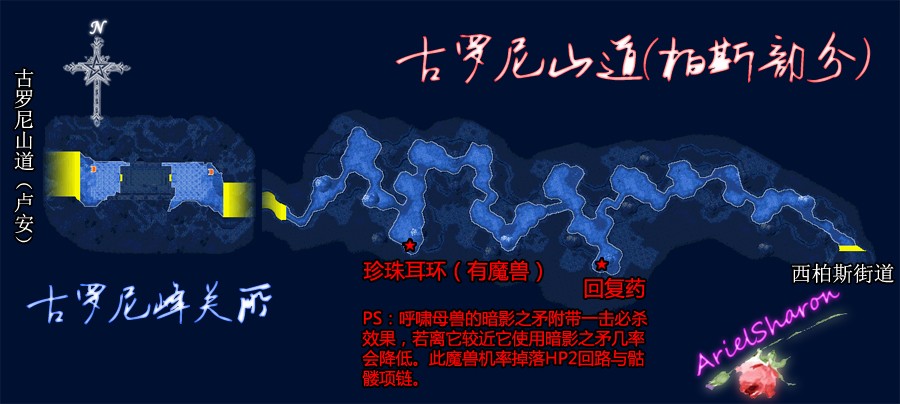 N
古罗尼山道(柏斯部分)
古罗尼山道（卢安）
珍珠耳环（有魔兽）
回复药
西柏斯街道
古罗尼峰关所
PS：呼啸母兽的暗影之矛附带一击必杀
效果，若离它较近它使用暗影之矛几率
会降低。此魔兽机率掉落HP2回路与骷
髅项链。
ArielSharon